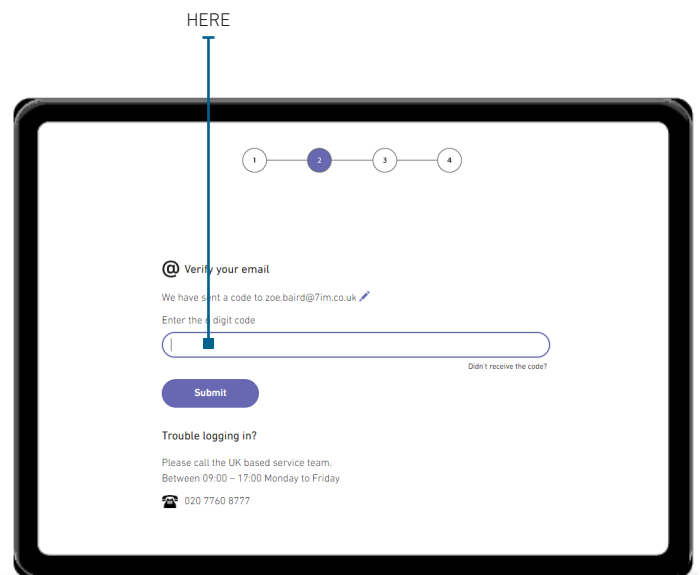 HERE
1 2 3 4
@ Verify your email
We have sent a code to zoe.baird@7im.co.uk
Enter the 6 digit code
Didn't receive the code?
Submit
Trouble logging in?
Please call the UK based service team.
Between 09:00 – 17:00 Monday to Friday
020 7760 8777